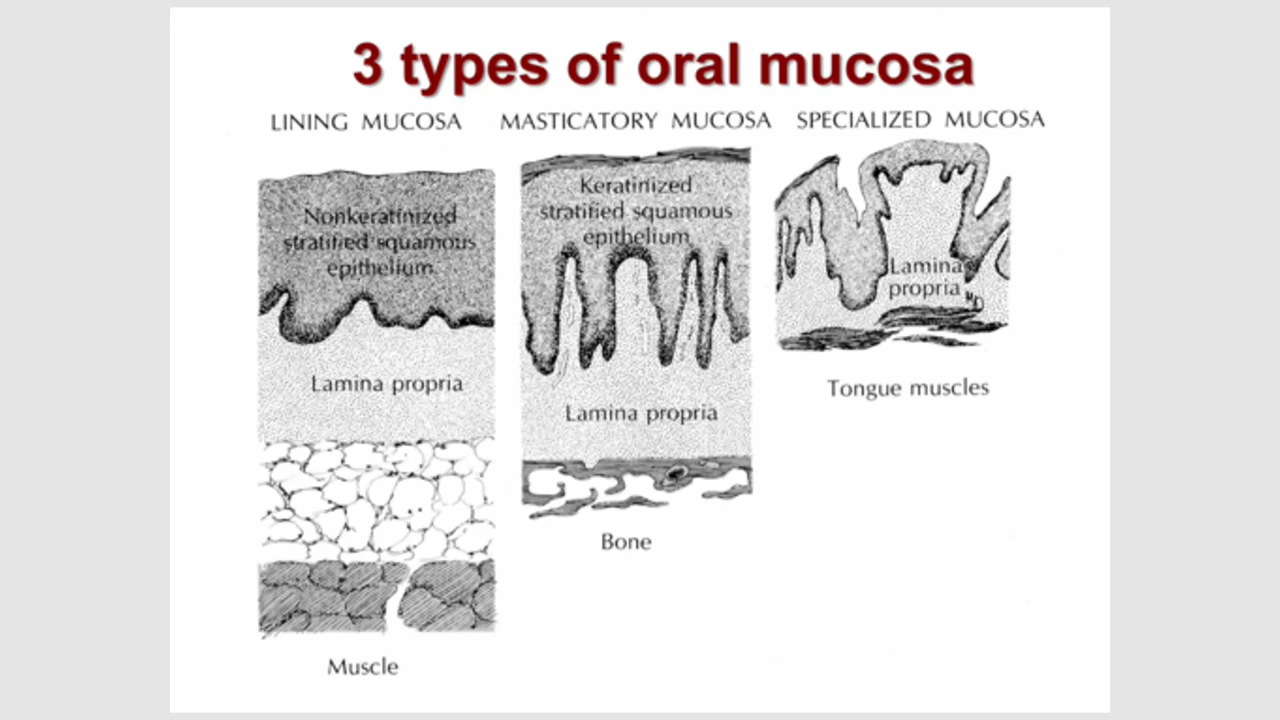 3 types of oral mucosa
LINING MUCOSA
MASTICATORY MUCOSA
SPECIALIZED MUCOSA
Nonkeratinized
stratified squamous
epithelium
Lamina propria
Muscle
Keratinized
stratified squamous
epithelium
Lamina propria
Bone
Lamina
propria
Tongue muscles